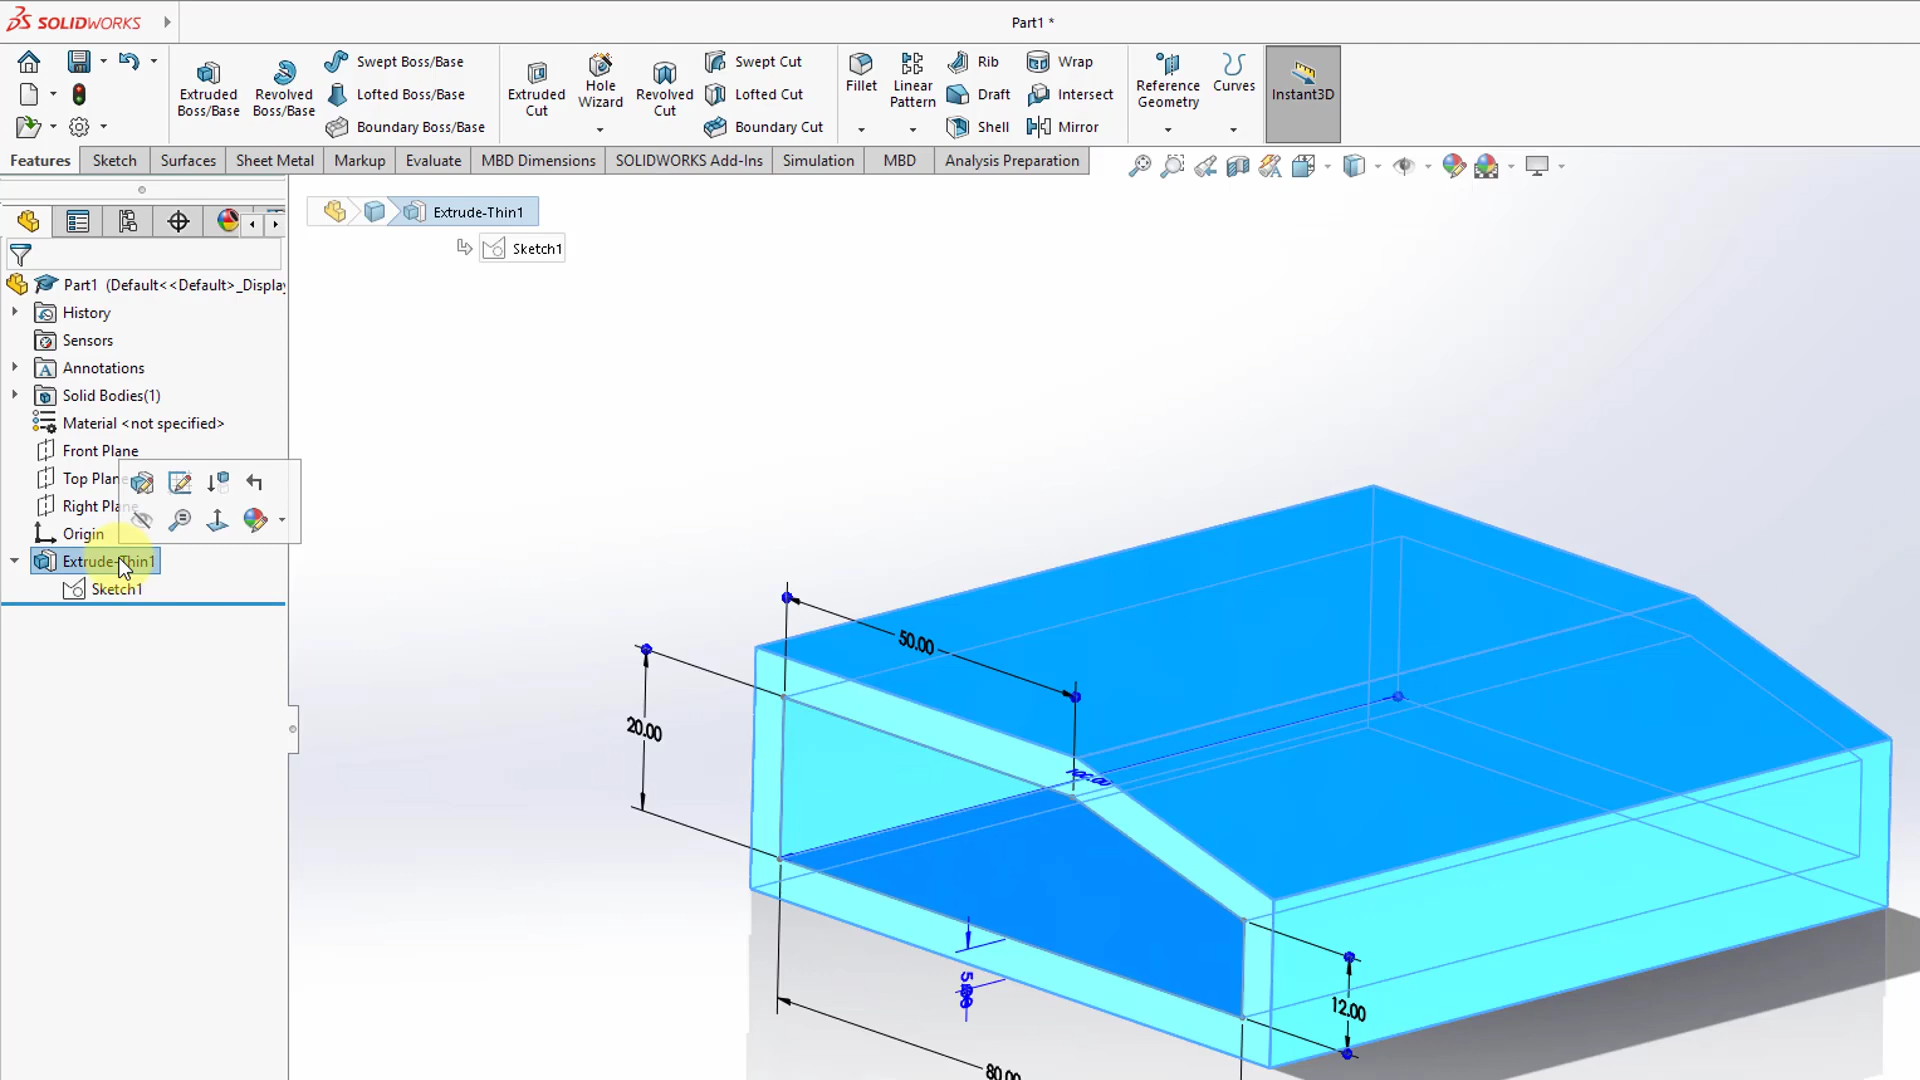 SOLIDWORKS
Part1 *
Extruded Boss/Base
Revolved Boss/Base
Swept Boss/Base
Lofted Boss/Base
Boundary Boss/Base
Extruded Cut
Hole Wizard
Revolved Cut
Swept Cut
Lofted Cut
Boundary Cut
Fillet
Linear Pattern
Rib
Draft
Shell
Wrap
Intersect
Mirror
Reference Geometry
Curves
Instant3D
Features
Sketch
Surfaces
Sheet Metal
Markup
Evaluate
MBD Dimensions
SOLIDWORKS Add-Ins
Simulation
MBD
Analysis Preparation
Extrude-Thin1
Sketch1
Part1 (Default<<Default>_Displa
History
Sensors
Annotations
Solid Bodies(1)
Material <not specified>
Front Plane
Top Plane
Right Plane
Origin
Extrude-Thin1
Sketch1
50.00
20.00
100.00
12.00
80.00